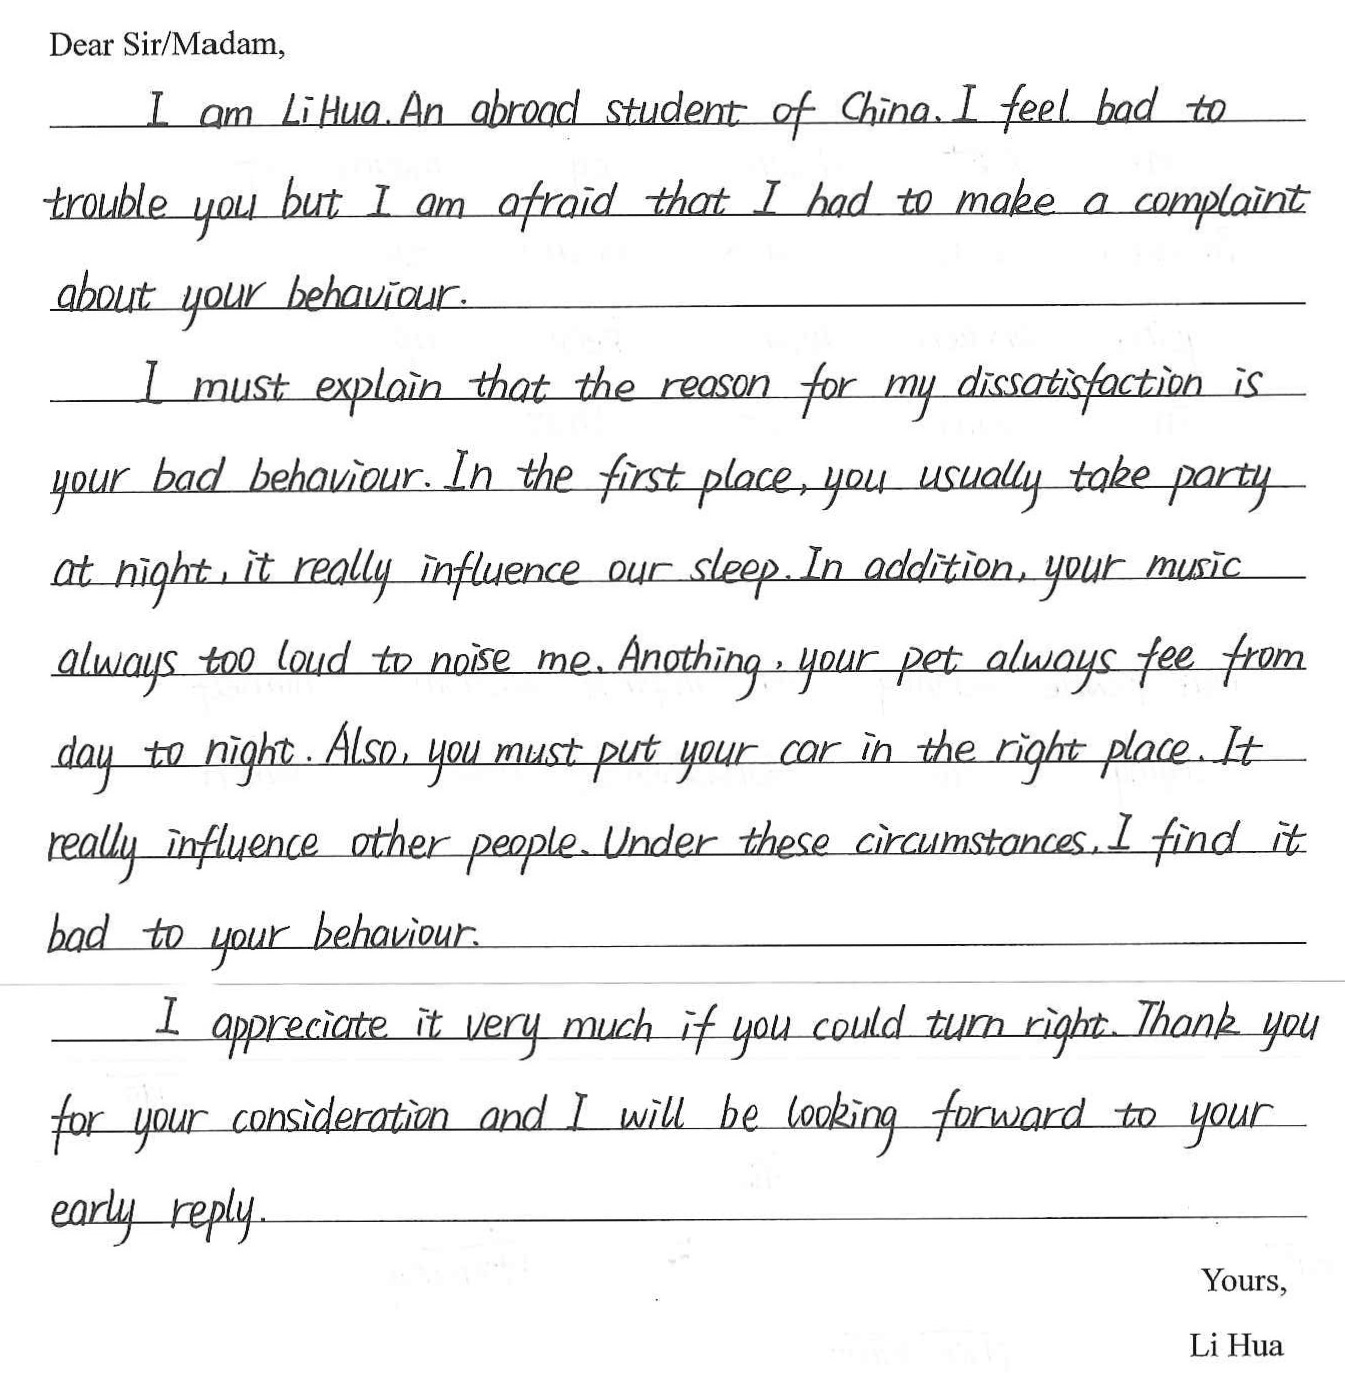 Dear Sir/Madam,
I am Li Hua. An abroad student of China. I feel bad to
trouble you but I am afraid that I had to make a complaint
about your behaviour.
I must explain that the reason for my dissatisfaction is
your bad behaviour. In the first place, you usually take party
at night, it really influence our sleep. In addition, your music
always too loud to noise me. Anothing, your pet always fee from
day to night. Also, you must put your car in the right place. It
really influence other people. Under these circumstances, I find it
bad to your behaviour.
I appreciate it very much if you could turn right. Thank you
for your consideration and I will be looking forward to your
early reply.
Yours,
Li Hua